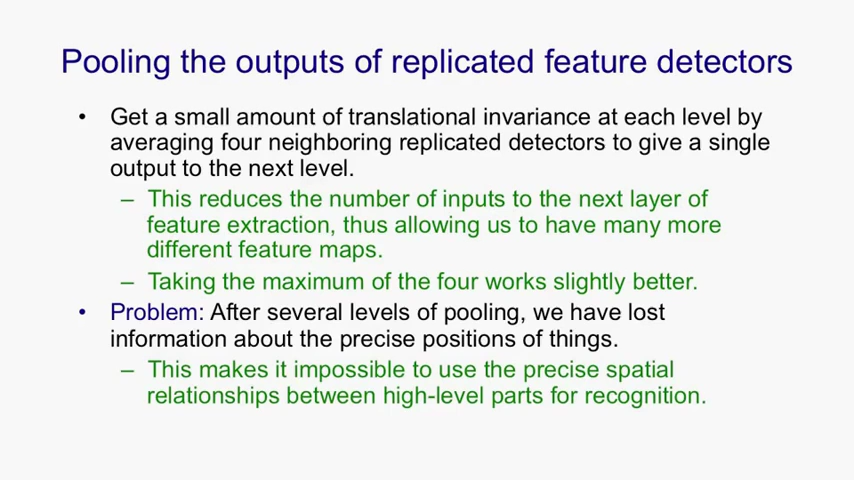 Pooling the outputs of replicated feature detectors
• Get a small amount of translational invariance at each level by
averaging four neighboring replicated detectors to give a single
output to the next level.
– This reduces the number of inputs to the next layer of
feature extraction, thus allowing us to have many more
different feature maps.
– Taking the maximum of the four works slightly better.
• Problem: After several levels of pooling, we have lost
information about the precise positions of things.
– This makes it impossible to use the precise spatial
relationships between high-level parts for recognition.